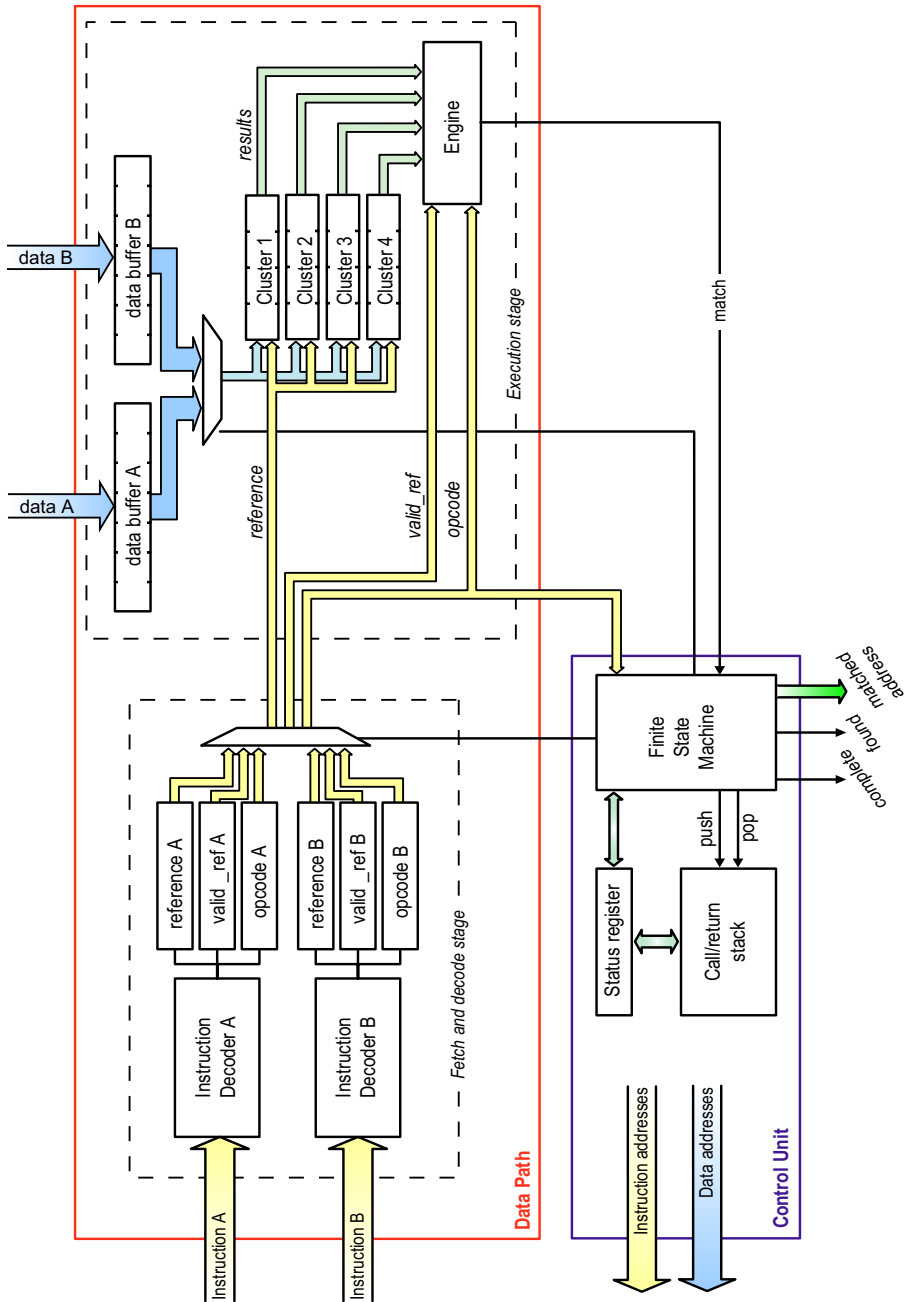 data B
data A
data buffer B
data buffer A
results
Cluster 1
Cluster 2
Cluster 3
Cluster 4
Engine
Execution stage
reference
valid_ref
opcode
match
reference A
valid _ref A
opcode A
reference B
valid _ref B
opcode B
Instruction
Decoder A
Instruction
Decoder B
Fetch and decode stage
Instruction A
Instruction B
Data Path
Finite
State
Machine
matched
address
found
complete
push
pop
Status register
Call/return
stack
Instruction addresses
Data addresses
Control Unit